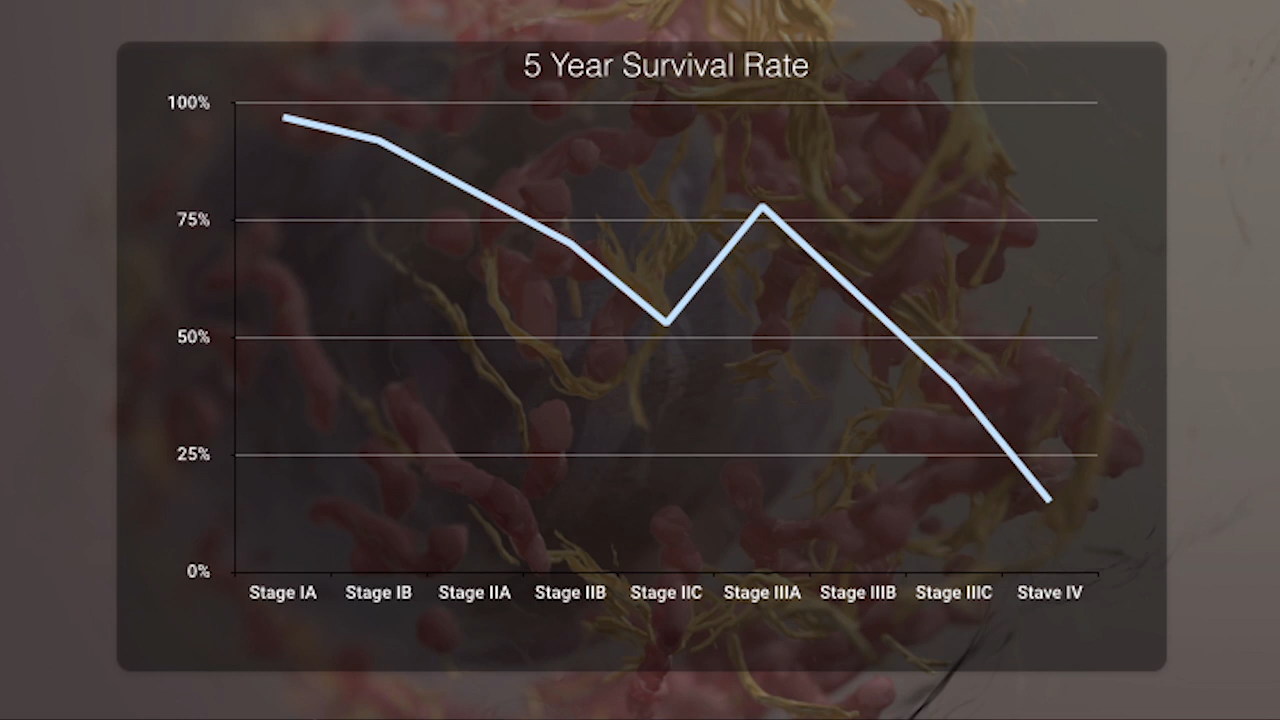 5 Year Survival Rate
100%
75%
50%
25%
0%
Stage IA Stage IB Stage IIA Stage IIB Stage IIC Stage IIIA Stage IIIB Stage IIIC Stave IV